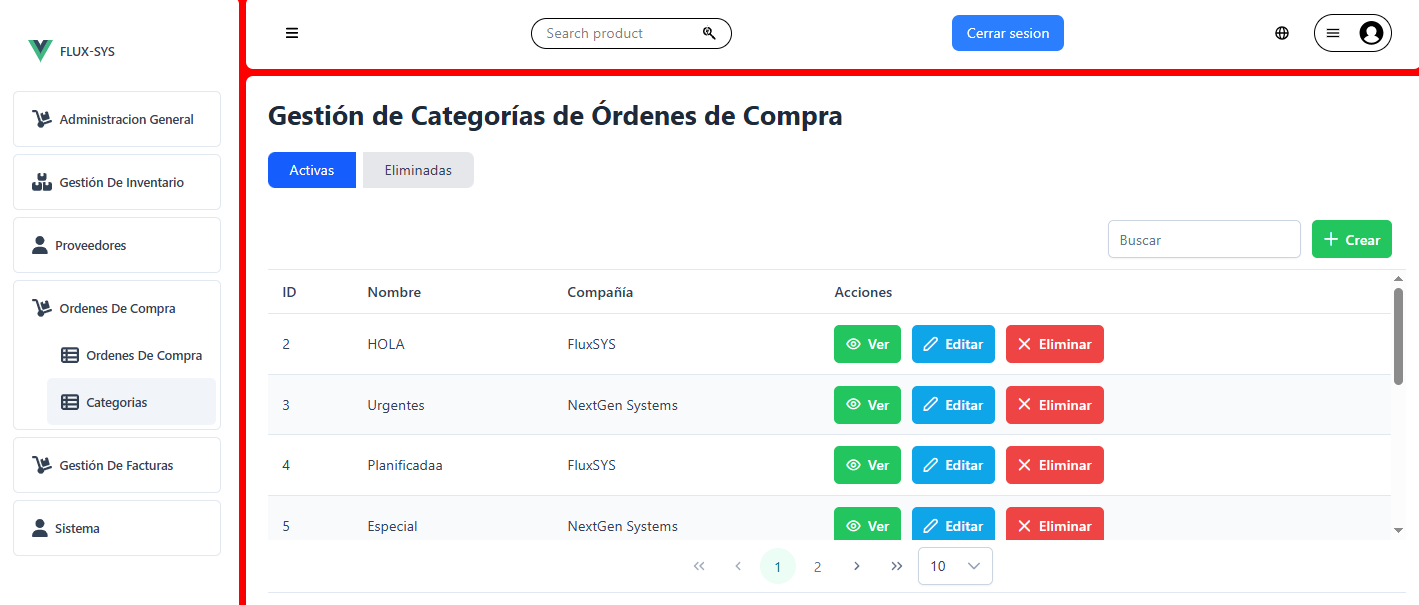 FLUX-SYS
Administracion General
Gestión De Inventario
Proveedores
Ordenes De Compra
Ordenes De Compra
Categorias
Gestión De Facturas
Sistema
Search product
Cerrar sesion
Gestión de Categorías de Órdenes de Compra
Activas Eliminadas
Buscar Crear
ID Nombre Compañía Acciones
2 HOLA FluxSYS Ver Editar Eliminar
3 Urgentes NextGen Systems Ver Editar Eliminar
4 Planificadaa FluxSYS Ver Editar Eliminar
5 Especial NextGen Systems Ver Editar Eliminar
1 2 10